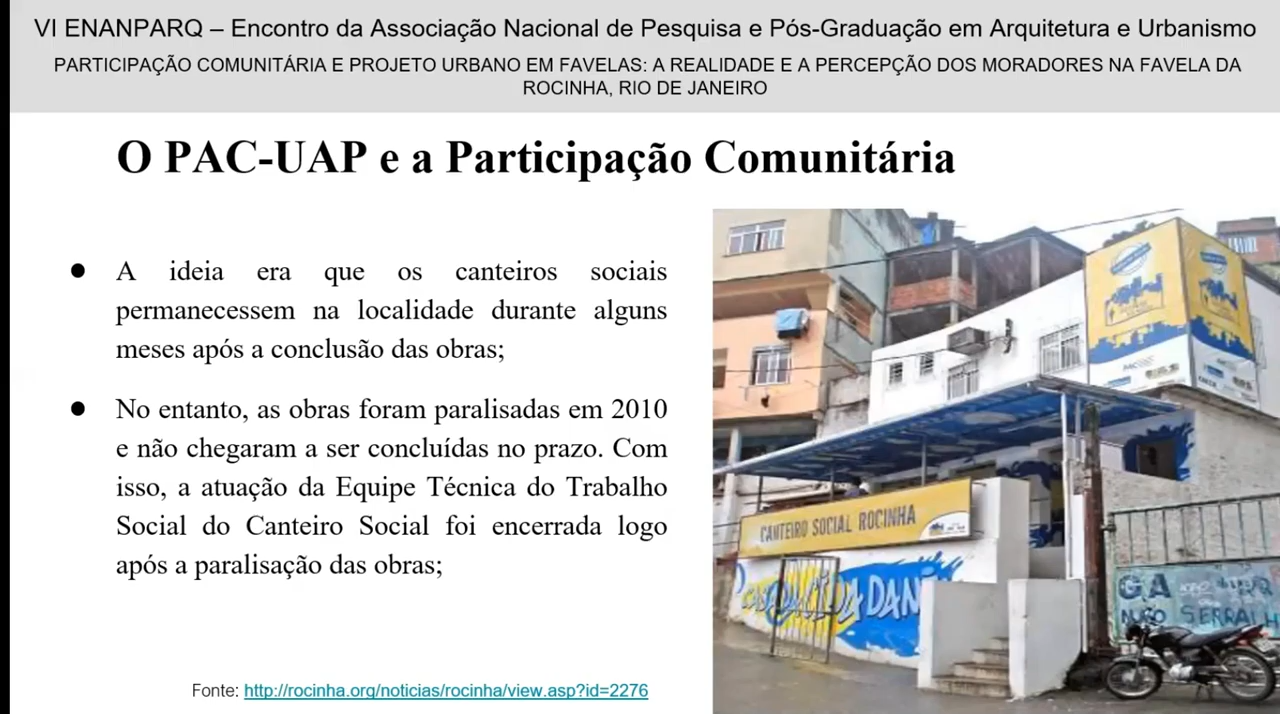 VI ENANPARQ – Encontro da Associação Nacional de Pesquisa e Pós-Graduação em Arquitetura e Urbanismo
PARTICIPAÇÃO COMUNITÁRIA E PROJETO URBANO EM FAVELAS: A REALIDADE E A PERCEPÇÃO DOS MORADORES NA FAVELA DA
ROCINHA, RIO DE JANEIRO
O PAC-UAP e a Participação Comunitária
● A ideia era que os canteiros sociais
permanecessem na localidade durante alguns
meses após a conclusão das obras;
● No entanto, as obras foram paralisadas em 2010
e não chegaram a ser concluídas no prazo. Com
isso, a atuação da Equipe Técnica do Trabalho
Social do Canteiro Social foi encerrada logo
após a paralisação das obras;
Fonte: http://rocinha.org/noticias/rocinha/view.asp?id=2276
CANTEIRO SOCIAL ROCINHA